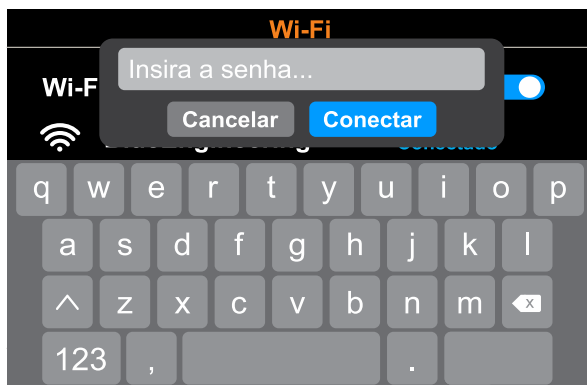 Wi-Fi
Insira a senha...
Wi-F
Cancelar Conectar
q w e r t y u i o p
a s d f g h j k l
z x c v b n m x
123 , .